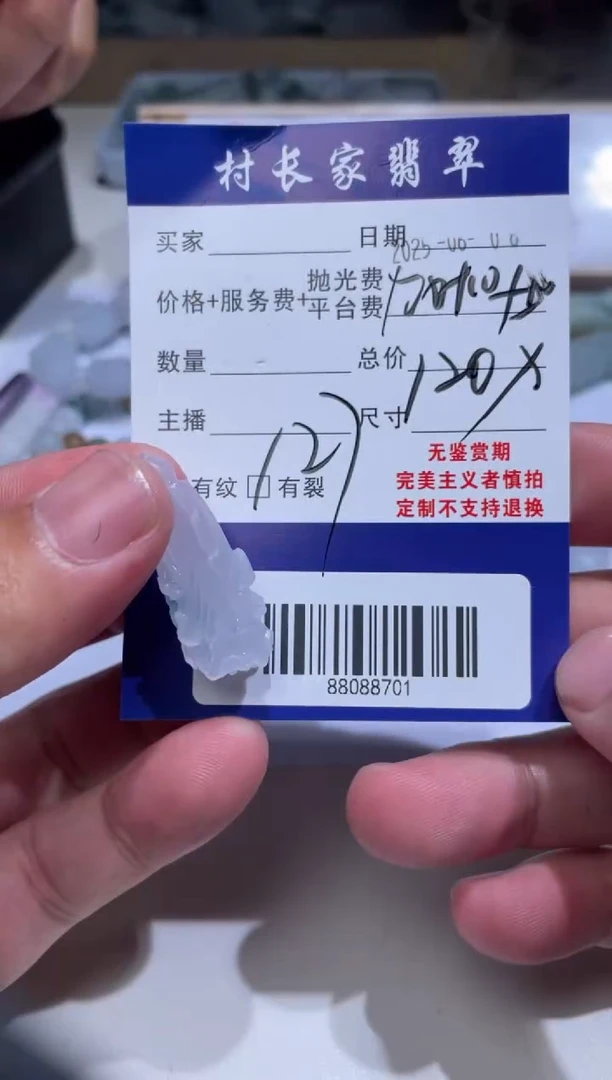 村长家翡翠
买家 日期
价格+服务费+抛光费
平台费
数量 总价 120
主播 尺寸
127
有纹 有裂
无鉴赏期
完美主义者慎拍
定制不支持退换
88088701